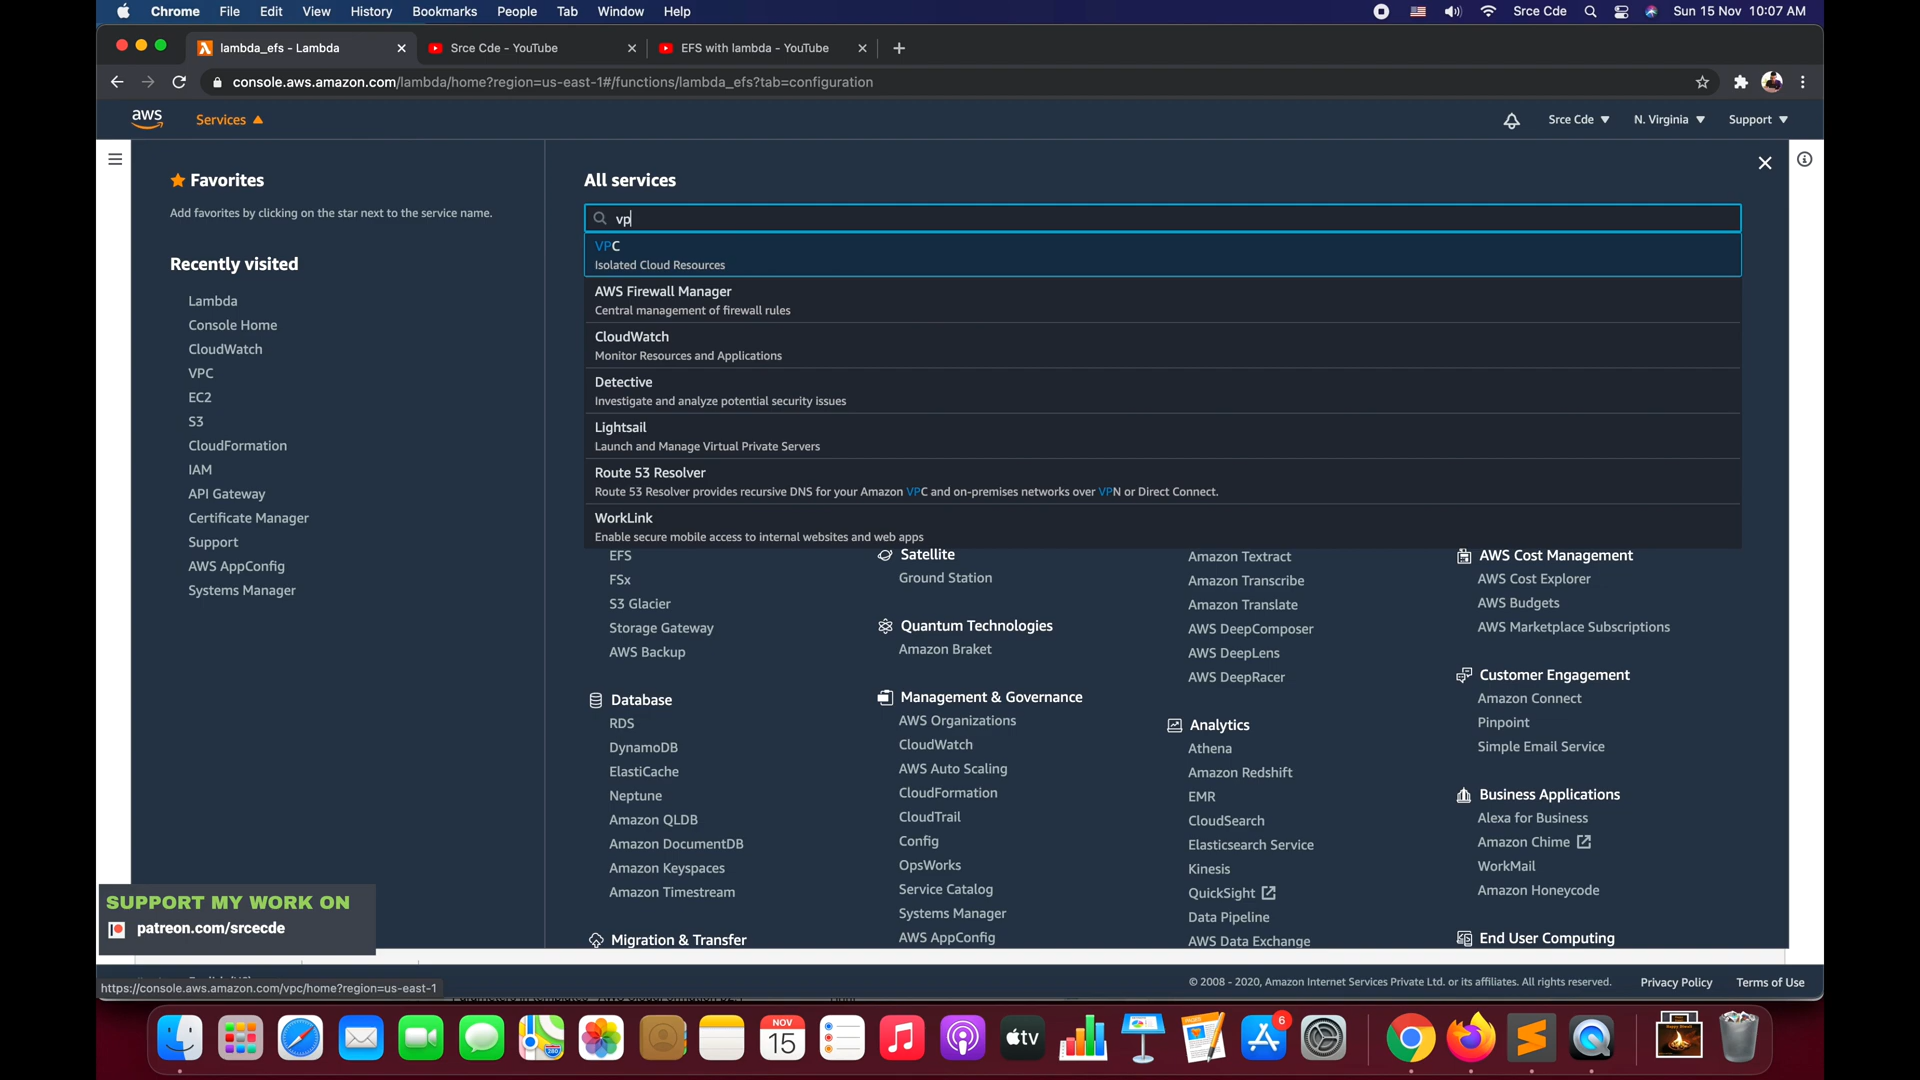 Chrome File Edit View History Bookmarks People Tab Window Help Srce Cde Sun 15 Nov 10:07 AM
lambda_efs - Lambda Srce Cde - YouTube EFS with lambda - YouTube
console.aws.amazon.com/lambda/home?region=us-east-1#/functions/lambda_efs?tab=configuration
aws Services Srce Cde N. Virginia Support
Favorites
Add favorites by clicking on the star next to the service name.
Recently visited
Lambda
Console Home
CloudWatch
VPC
EC2
S3
CloudFormation
IAM
API Gateway
Certificate Manager
Support
AWS AppConfig
Systems Manager
All services
vp
VPC
Isolated Cloud Resources
AWS Firewall Manager
Central management of firewall rules
CloudWatch
Monitor Resources and Applications
Detective
Investigate and analyze potential security issues
Lightsail
Launch and Manage Virtual Private Servers
Route 53 Resolver
Route 53 Resolver provides recursive DNS for your Amazon VPC and on-premises networks over VPN or Direct Connect.
WorkLink
Enable secure mobile access to internal websites and web apps
EFS
FSx
S3 Glacier
Storage Gateway
AWS Backup
Database
RDS
DynamoDB
ElastiCache
Neptune
Amazon QLDB
Amazon DocumentDB
Amazon Keyspaces
Amazon Timestream
Migration & Transfer
Satellite
Ground Station
Quantum Technologies
Amazon Braket
Management & Governance
AWS Organizations
CloudWatch
AWS Auto Scaling
CloudFormation
CloudTrail
Config
OpsWorks
Service Catalog
Systems Manager
AWS AppConfig
Amazon Textract
Amazon Transcribe
Amazon Translate
AWS DeepComposer
AWS DeepLens
AWS DeepRacer
Analytics
Athena
Amazon Redshift
EMR
CloudSearch
Elasticsearch Service
Kinesis
QuickSight
Data Pipeline
AWS Data Exchange
AWS Cost Management
AWS Cost Explorer
AWS Budgets
AWS Marketplace Subscriptions
Customer Engagement
Amazon Connect
Pinpoint
Simple Email Service
Business Applications
Alexa for Business
Amazon Chime
WorkMail
Amazon Honeycode
End User Computing
SUPPORT MY WORK ON
patreon.com/srcecde
https://console.aws.amazon.com/vpc/home?region=us-east-1
© 2008 - 2020, Amazon Internet Services Private Ltd. or its affiliates. All rights reserved. Privacy Policy Terms of Use
NOV
15
tv
6